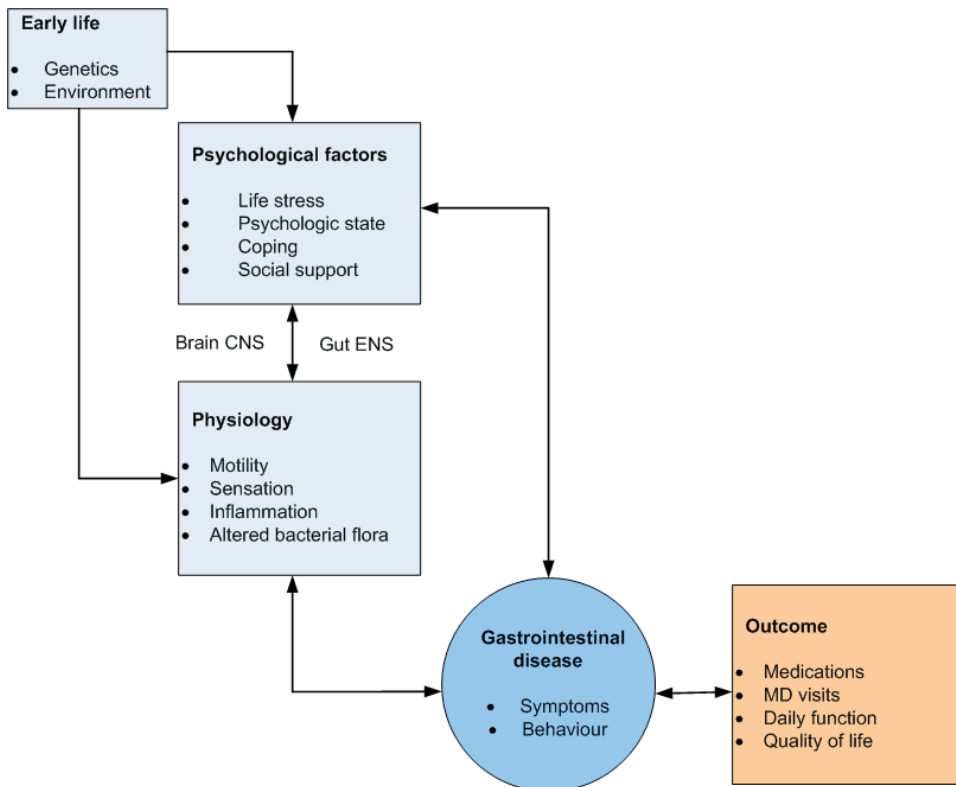 Early life
• Genetics
• Environment
Psychological factors
• Life stress
• Psychologic state
• Coping
• Social support
Brain CNS
Gut ENS
Physiology
• Motility
• Sensation
• Inflammation
• Altered bacterial flora
Gastrointestinal
disease
• Symptoms
• Behaviour
Outcome
• Medications
• MD visits
• Daily function
• Quality of life